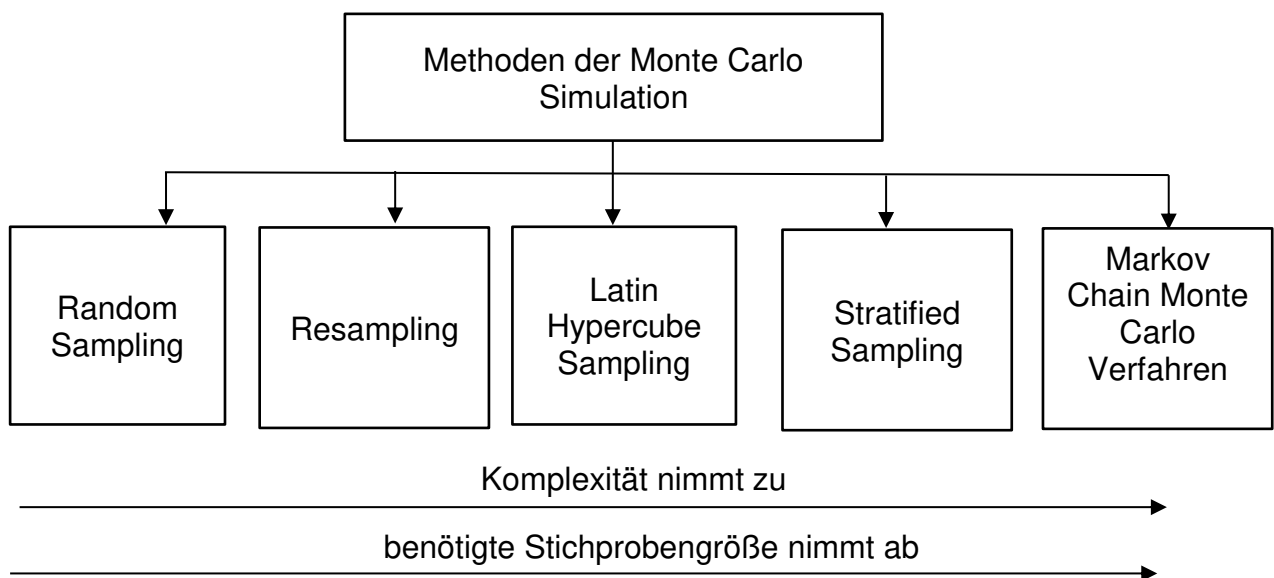 Methoden der Monte Carlo
Simulation
Random
Sampling
Resampling
Latin
Hypercube
Sampling
Stratified
Sampling
Markov
Chain Monte
Carlo
Verfahren
Komplexität nimmt zu
benötigte Stichprobengröße nimmt ab